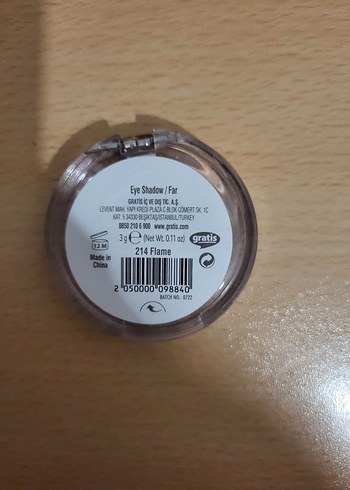 Eye Shadow / Far
GRATİS İÇ VE DIŞ TİC. A.Ş.
LEVENT MAH. YAPI KREDİ PLAZA C BLOK CÖMERT SK. 1C
KAT. 5 34330 BEŞİKTAŞ/İSTANBUL/TURKEY
0850 210 6 900 www.gratis.com
3 g e (Net Wt. 0.11 oz) gratis
12 M
214 Flame
Made in
China
2 050000 098840
BATCH NO.: 0722